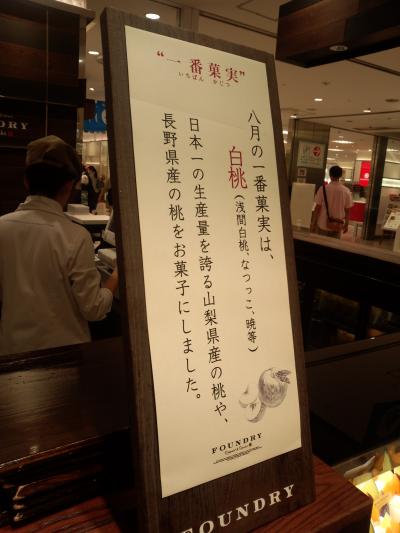 “一番菓実”
いちばん かじつ
八月の一番菓実は、
白桃(浅間白桃、なつっこ、暁等)
日本一の生産量を誇る山梨県産の桃や、
長野県産の桃をお菓子にしました。
FOUNDRY
FOUNDRY